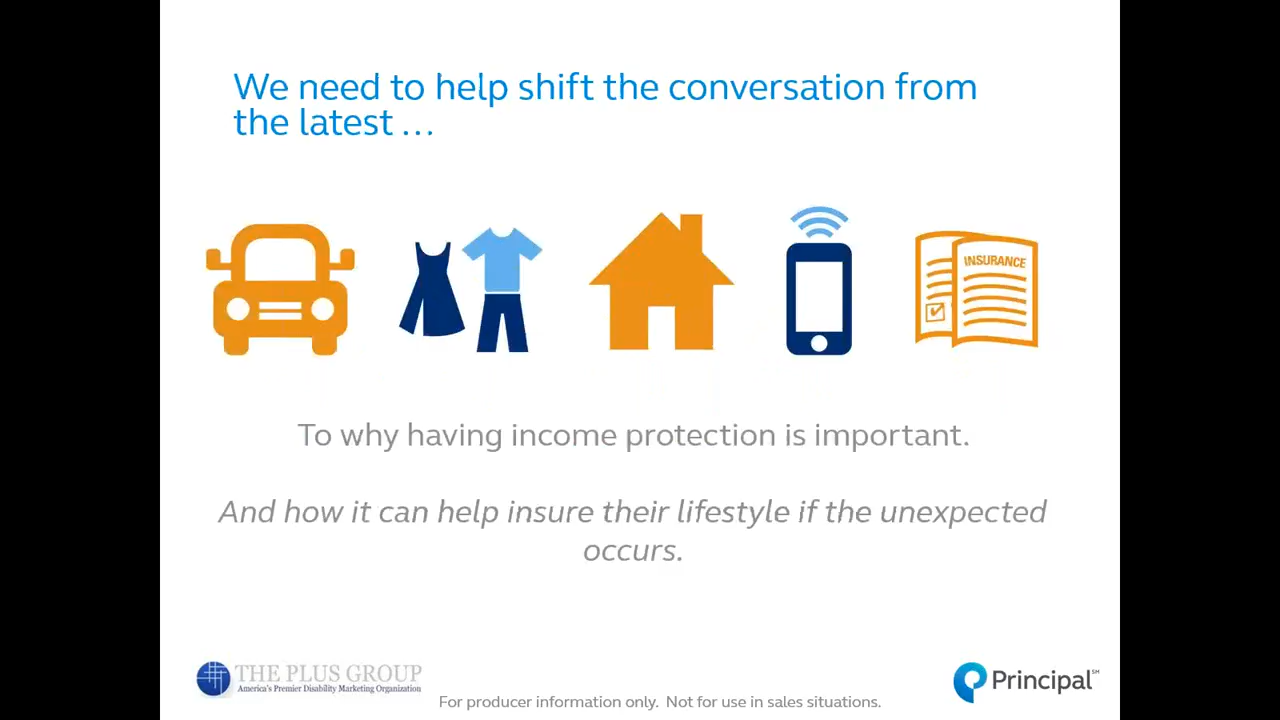 We need to help shift the conversation from
the latest ...
INSURANCE
To why having income protection is important.
And how it can help insure their lifestyle if the unexpected
occurs.
THE PLUS GROUP
America's Premier Disability Marketing Organization
For producer information only. Not for use in sales situations.
Principal℠